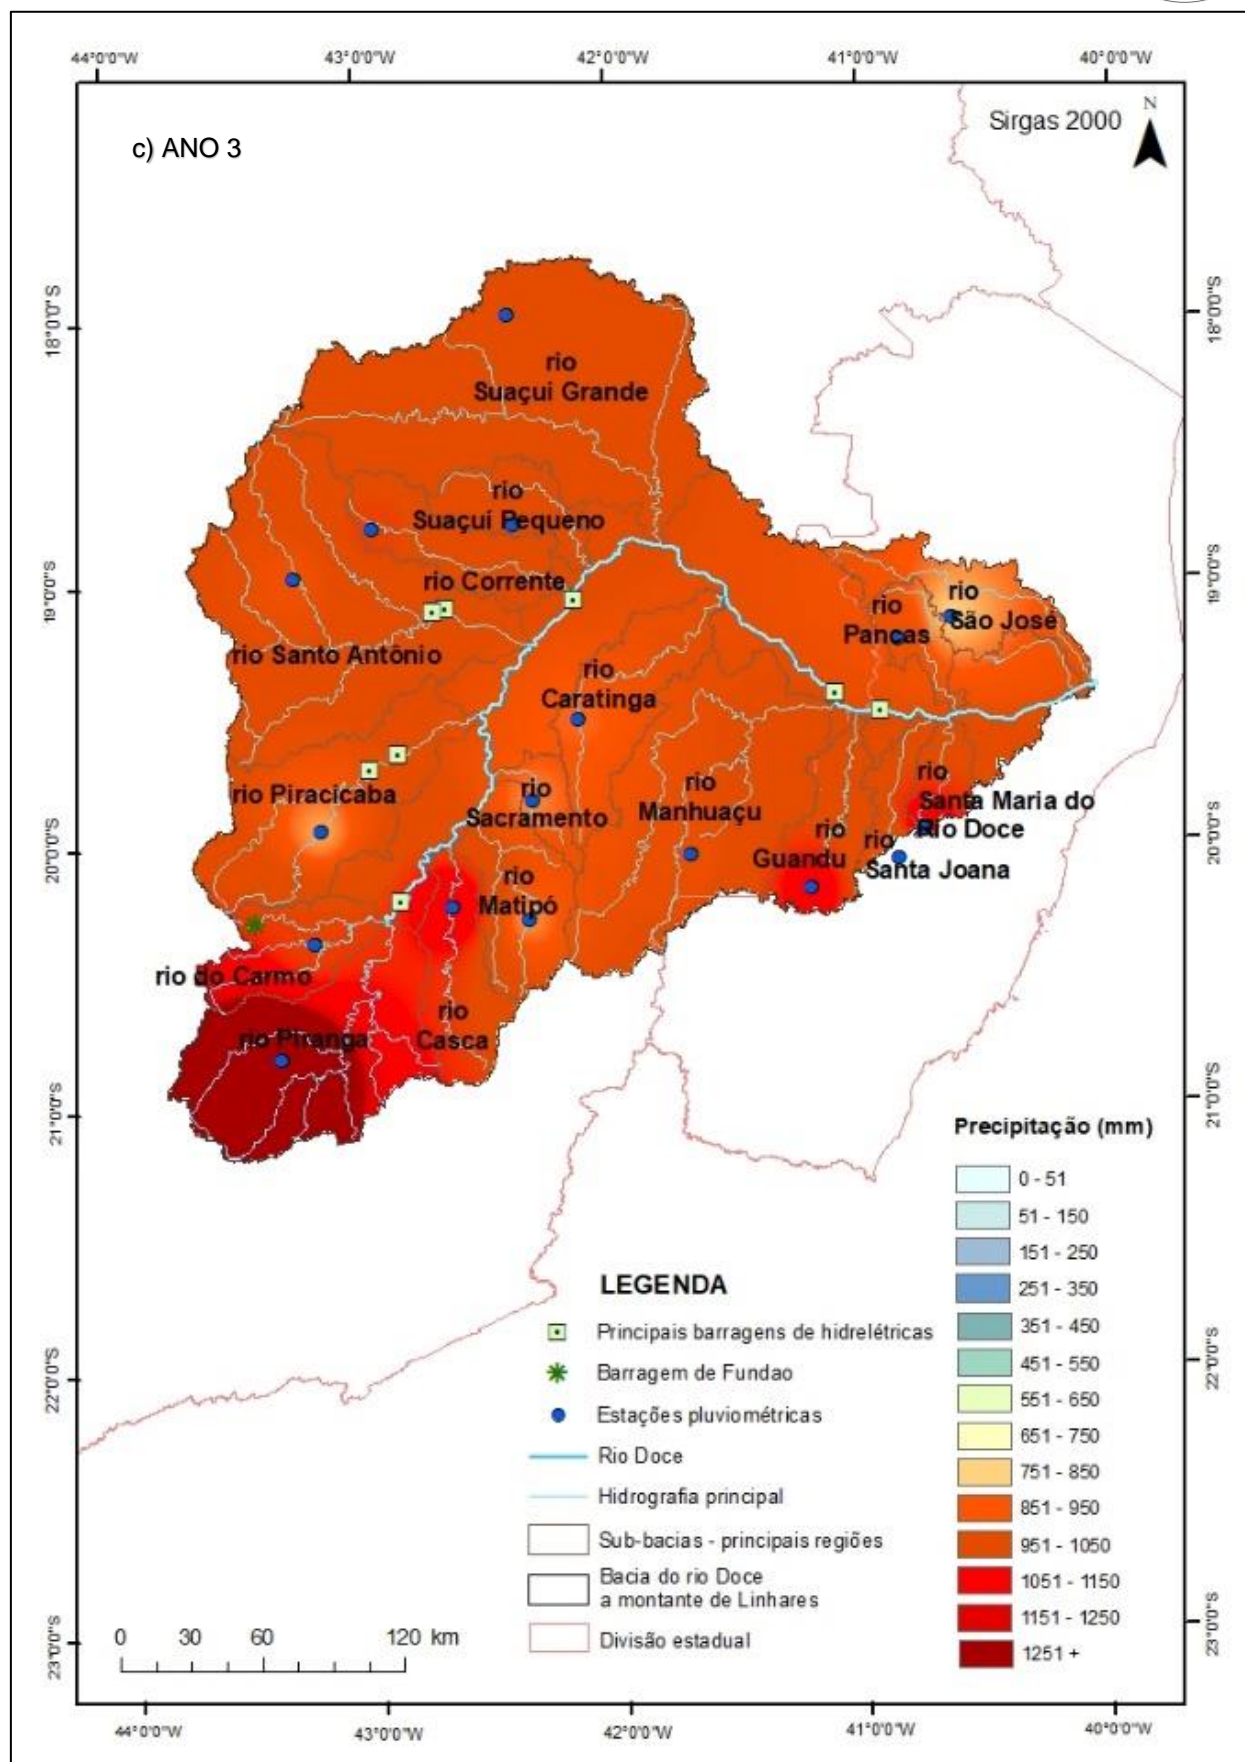 44°0'0"W 43°0'0"W 42°0'0"W 41°0'0"W 40°0'0"W
Sirgas 2000
N
c) ANO 3
18°0'0"S
18°0'0"S
rio
Suaçui Grande
rio
Suaçui Pequeno
19°0'0"S
19°0'0"S
rio Corrente
rio
São José
rio
Pancas
rio Santo Antônio
rio
Caratinga
rio Piracicaba
rio
Sacramento
rio
Manhuaçu
rio
Santa Maria do
Rio Doce
rio
Guandu
rio
Santa Joana
20°0'0"S
20°0'0"S
rio
Matipó
rio do Carmo
rio
Casca
rio Piranga
21°0'0"S
21°0'0"S
Precipitação (mm)
0 - 51
51 - 150
151 - 250
251 - 350
351 - 450
451 - 550
551 - 650
651 - 750
751 - 850
851 - 950
951 - 1050
1051 - 1150
1151 - 1250
1251 +
LEGENDA
Principais barragens de hidrelétricas
Barragem de Fundao
Estações pluviométricas
Rio Doce
Hidrografia principal
Sub-bacias - principais regiões
Bacia do rio Doce
a montante de Linhares
Divisão estadual
22°0'0"S
22°0'0"S
0 30 60 120 km
23°0'0"S
23°0'0"S
44°0'0"W 43°0'0"W 42°0'0"W 41°0'0"W 40°0'0"W